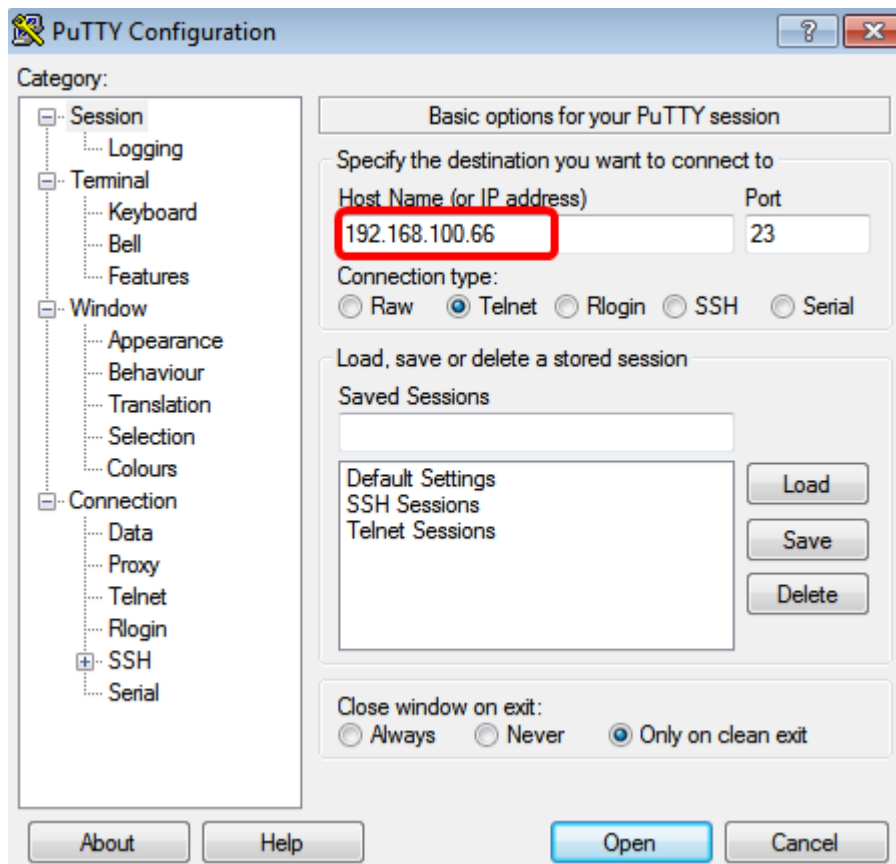 PuTTY Configuration
Category:
Session
Logging
Terminal
Keyboard
Bell
Features
Window
Appearance
Behaviour
Translation
Selection
Colours
Connection
Data
Proxy
Telnet
Rlogin
SSH
Serial
Basic options for your PuTTY session
Specify the destination you want to connect to
Host Name (or IP address) Port
192.168.100.66 23
Connection type:
Raw Telnet Rlogin SSH Serial
Load, save or delete a stored session
Saved Sessions
Default Settings
SSH Sessions
Telnet Sessions
Load
Save
Delete
Close window on exit:
Always Never Only on clean exit
About Help Open Cancel